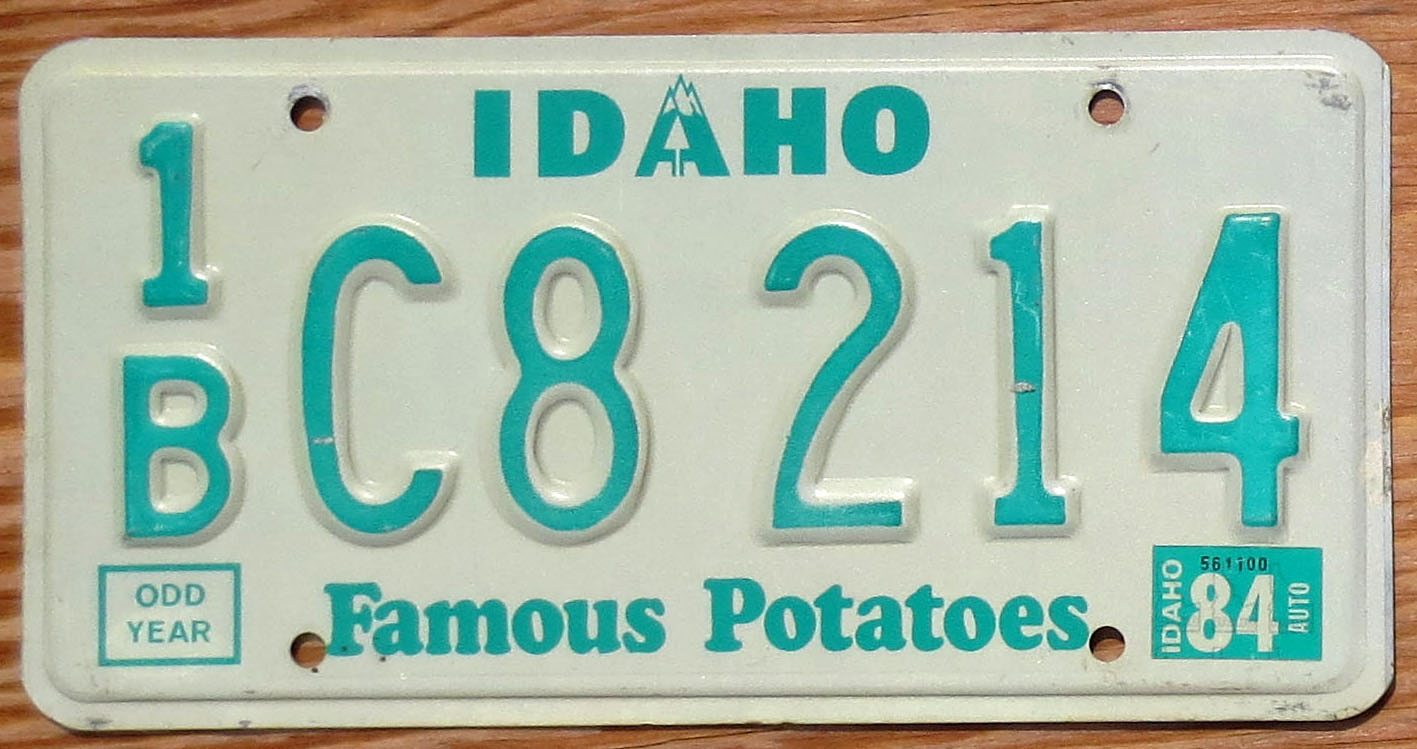 IDAHO
1
B
C8 214
ODD
YEAR
Famous Potatoes
561100
IDAHO
84
AUTO